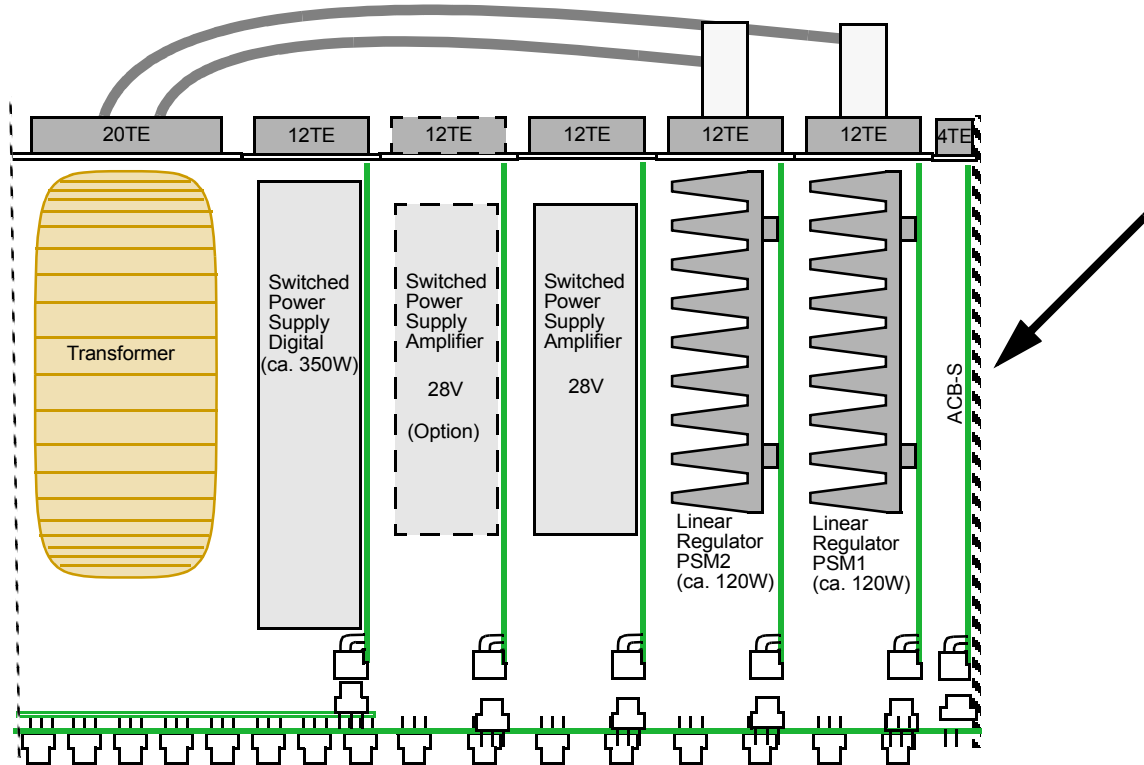 20TE
12TE
12TE
12TE
12TE
12TE
4TE
Transformer
Switched
Power
Supply
Digital
(ca. 350W)
Switched
Power
Supply
Amplifier
28V
(Option)
Switched
Power
Supply
Amplifier
28V
Linear
Regulator
PSM2
(ca. 120W)
Linear
Regulator
PSM1
(ca. 120W)
ACB-S